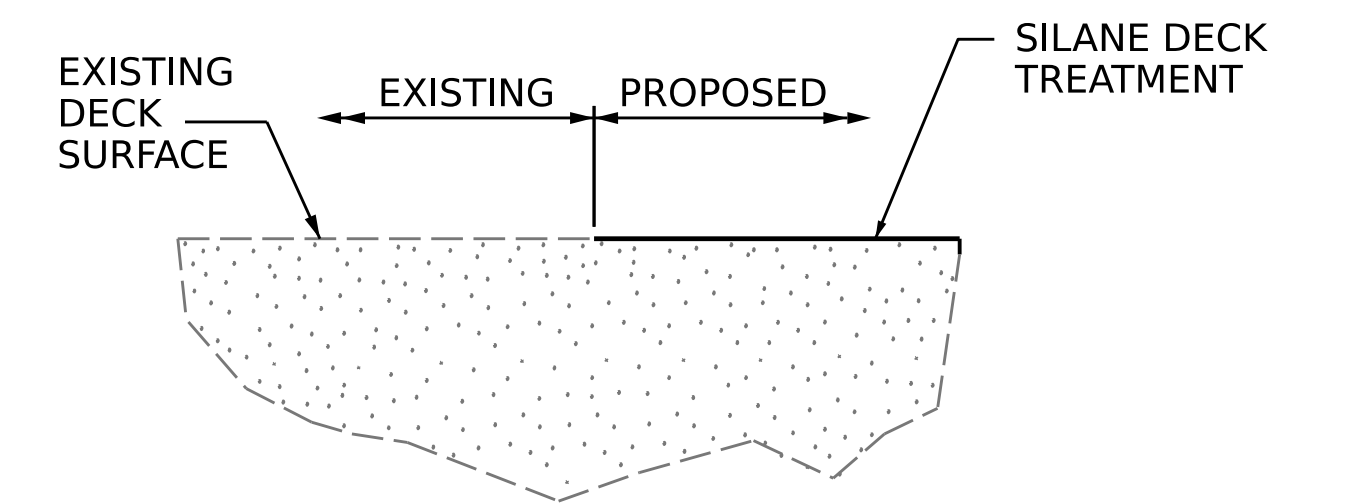 EXISTING
DECK
SURFACE
EXISTING
PROPOSED
SILANE DECK
TREATMENT